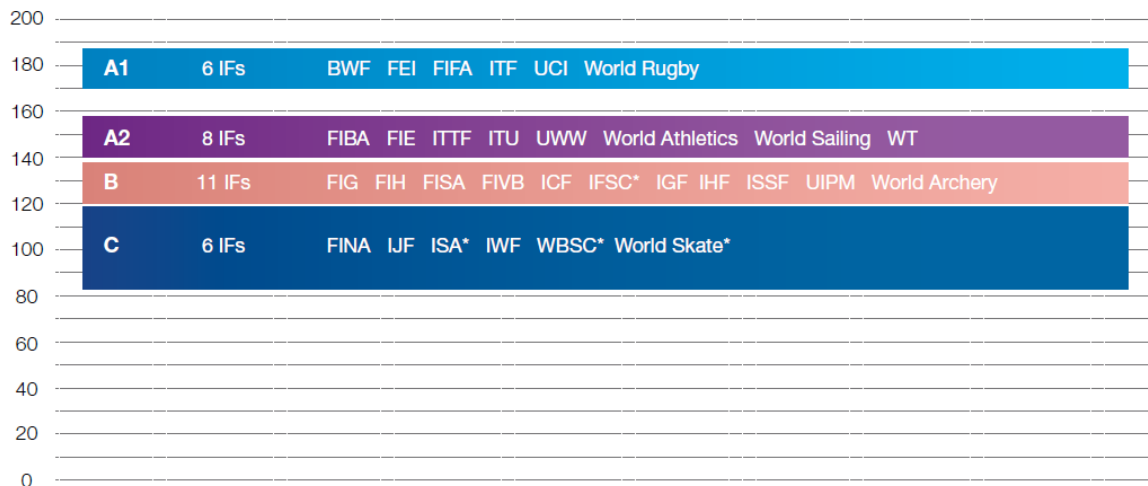 200
180
A1 6 IFs BWF FEI FIFA ITF UCI World Rugby
160
A2 8 IFs FIBA FIE ITTF ITU UWW World Athletics World Sailing WT
140
B 11 IFs FIG FIH FISA FIVB ICF IFSC* IGF IHF ISSF UIPM World Archery
120
C 6 IFs FINA IJF ISA* IWF WBSC* World Skate*
100
80
60
40
20
0